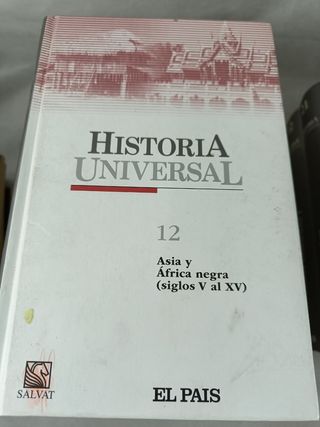 HISTORIA
UNIVERSAL
12
Asia y
África negra
(siglos V al XV)
SALVAT
EL PAIS